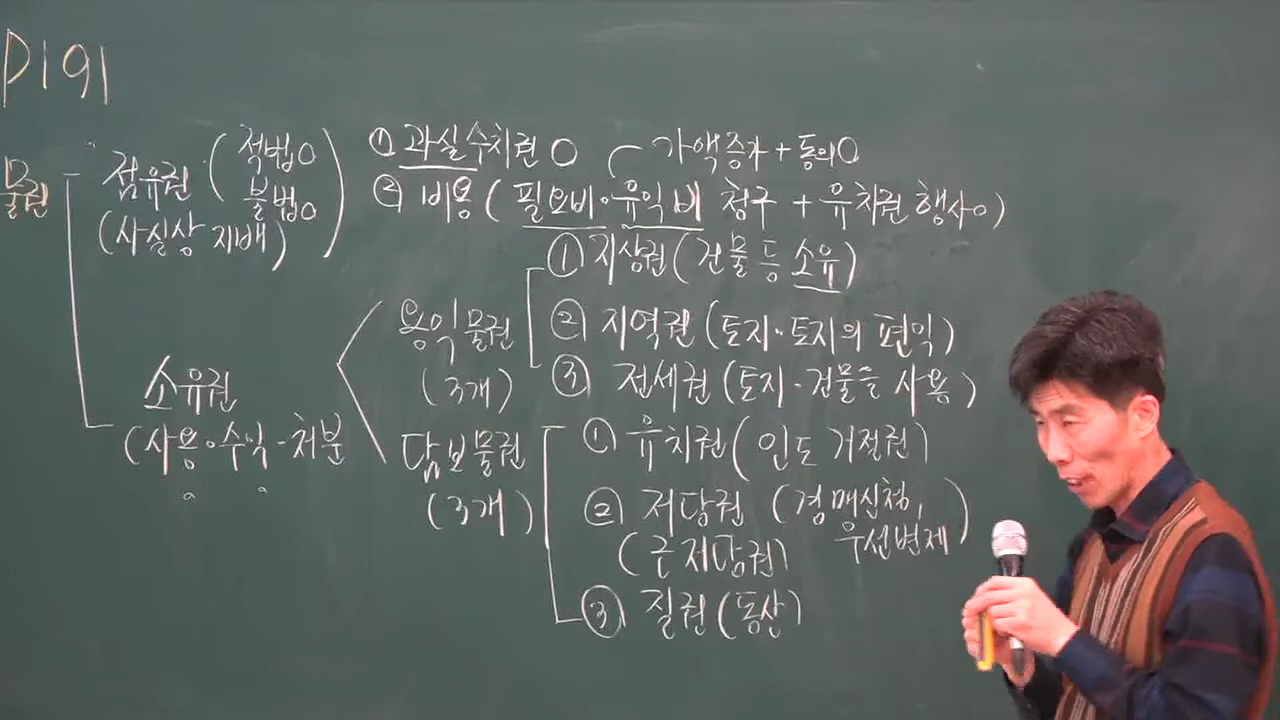 P191
물권
점유권 (적법○
불법○)
(사실상 지배)
① 과실수취권 ○
가액증가 + 동의○
② 비용 (필요비·유익비 청구 + 유치권 행사○)
소유권
(사용·수익·처분
용익물권
(3개)
① 지상권 (건물 등 소유)
② 지역권 (토지·토지의 편익)
③ 전세권 (토지·건물을 사용)
담보물권
(3개)
① 유치권 (인도 거절권)
② 저당권 (경매신청,
우선변제)
(근저당권)
③ 질권 (동산)